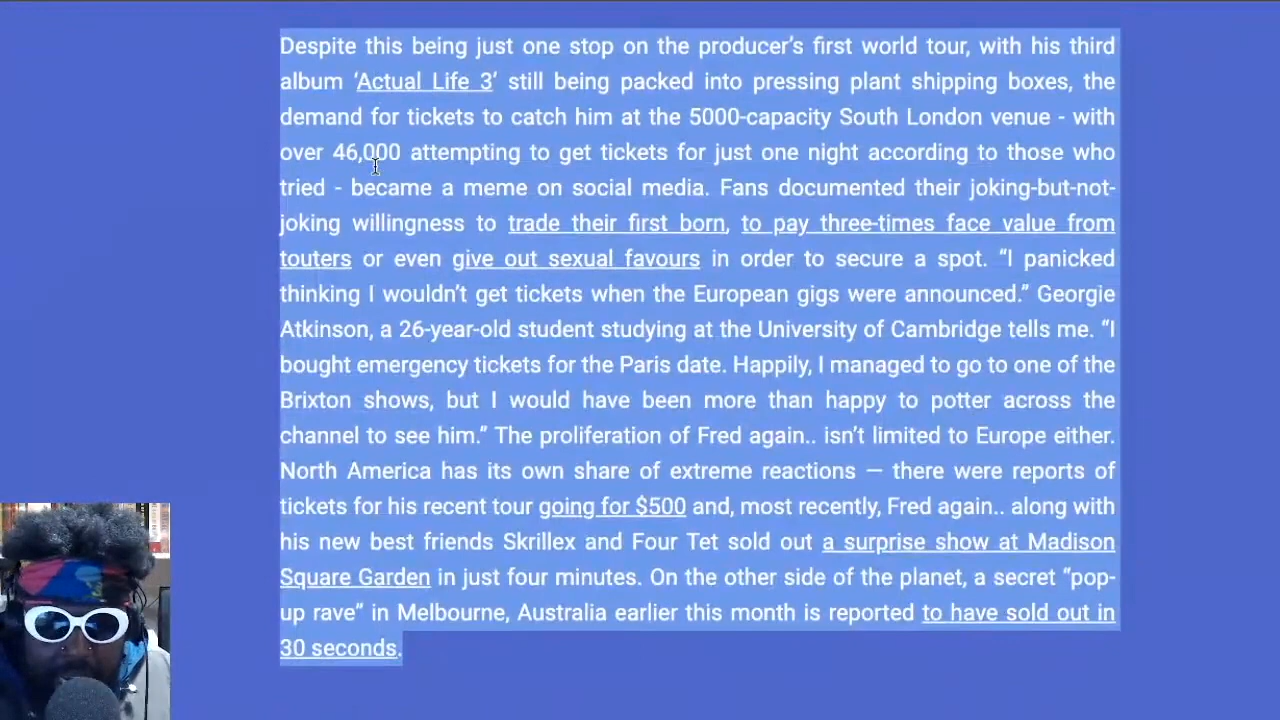 Despite this being just one stop on the producer’s first world tour, with his third
album ‘Actual Life 3‘ still being packed into pressing plant shipping boxes, the
demand for tickets to catch him at the 5000-capacity South London venue - with
over 46,000 attempting to get tickets for just one night according to those who
tried - became a meme on social media. Fans documented their joking-but-not-
joking willingness to trade their first born, to pay three-times face value from
touters or even give out sexual favours in order to secure a spot. “I panicked
thinking I wouldn’t get tickets when the European gigs were announced.” Georgie
Atkinson, a 26-year-old student studying at the University of Cambridge tells me. “I
bought emergency tickets for the Paris date. Happily, I managed to go to one of the
Brixton shows, but I would have been more than happy to potter across the
channel to see him.” The proliferation of Fred again.. isn’t limited to Europe either.
North America has its own share of extreme reactions — there were reports of
tickets for his recent tour going for $500 and, most recently, Fred again.. along with
his new best friends Skrillex and Four Tet sold out a surprise show at Madison
Square Garden in just four minutes. On the other side of the planet, a secret “pop-
up rave” in Melbourne, Australia earlier this month is reported to have sold out in
30 seconds.